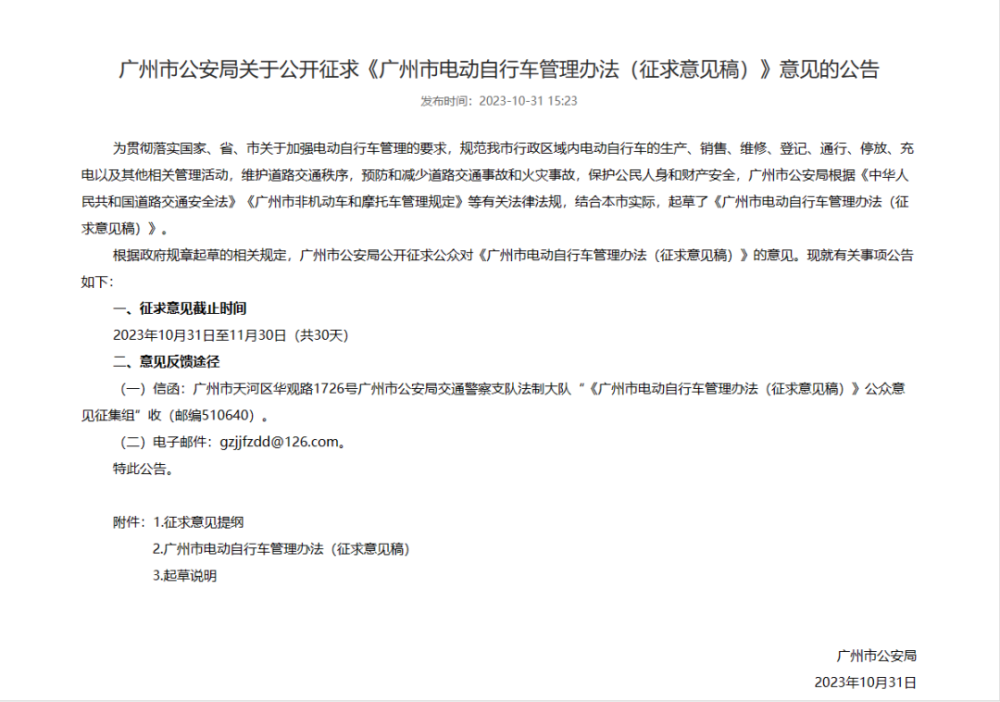 广州市公安局关于公开征求《广州市电动自行车管理办法（征求意见稿）》意见的公告
发布时间：2023-10-31 15:23
为贯彻落实国家、省、市关于加强电动自行车管理的要求，规范我市行政区域内电动自行车的生产、销售、维修、登记、通行、停放、充
电以及其他相关管理活动，维护道路交通秩序，预防和减少道路交通事故和火灾事故，保护公民人身和财产安全，广州市公安局根据《中华人
民共和国道路交通安全法》《广州市非机动车和摩托车管理规定》等有关法律法规，结合本市实际，起草了《广州市电动自行车管理办法（征
求意见稿）》。
根据政府规章起草的相关规定，广州市公安局公开征求公众对《广州市电动自行车管理办法（征求意见稿）》的意见。现就有关事项公告
如下：
一、征求意见截止时间
2023年10月31日至11月30日（共30天）
二、意见反馈途径
（一）信函：广州市天河区华观路1726号广州市公安局交通警察支队法制大队“《广州市电动自行车管理办法（征求意见稿）》公众意
见征集组”收（邮编510640）。
（二）电子邮件：gzjjfzdd@126.com。
特此公告。
附件：1.征求意见提纲
2.广州市电动自行车管理办法（征求意见稿）
3.起草说明
广州市公安局
2023年10月31日